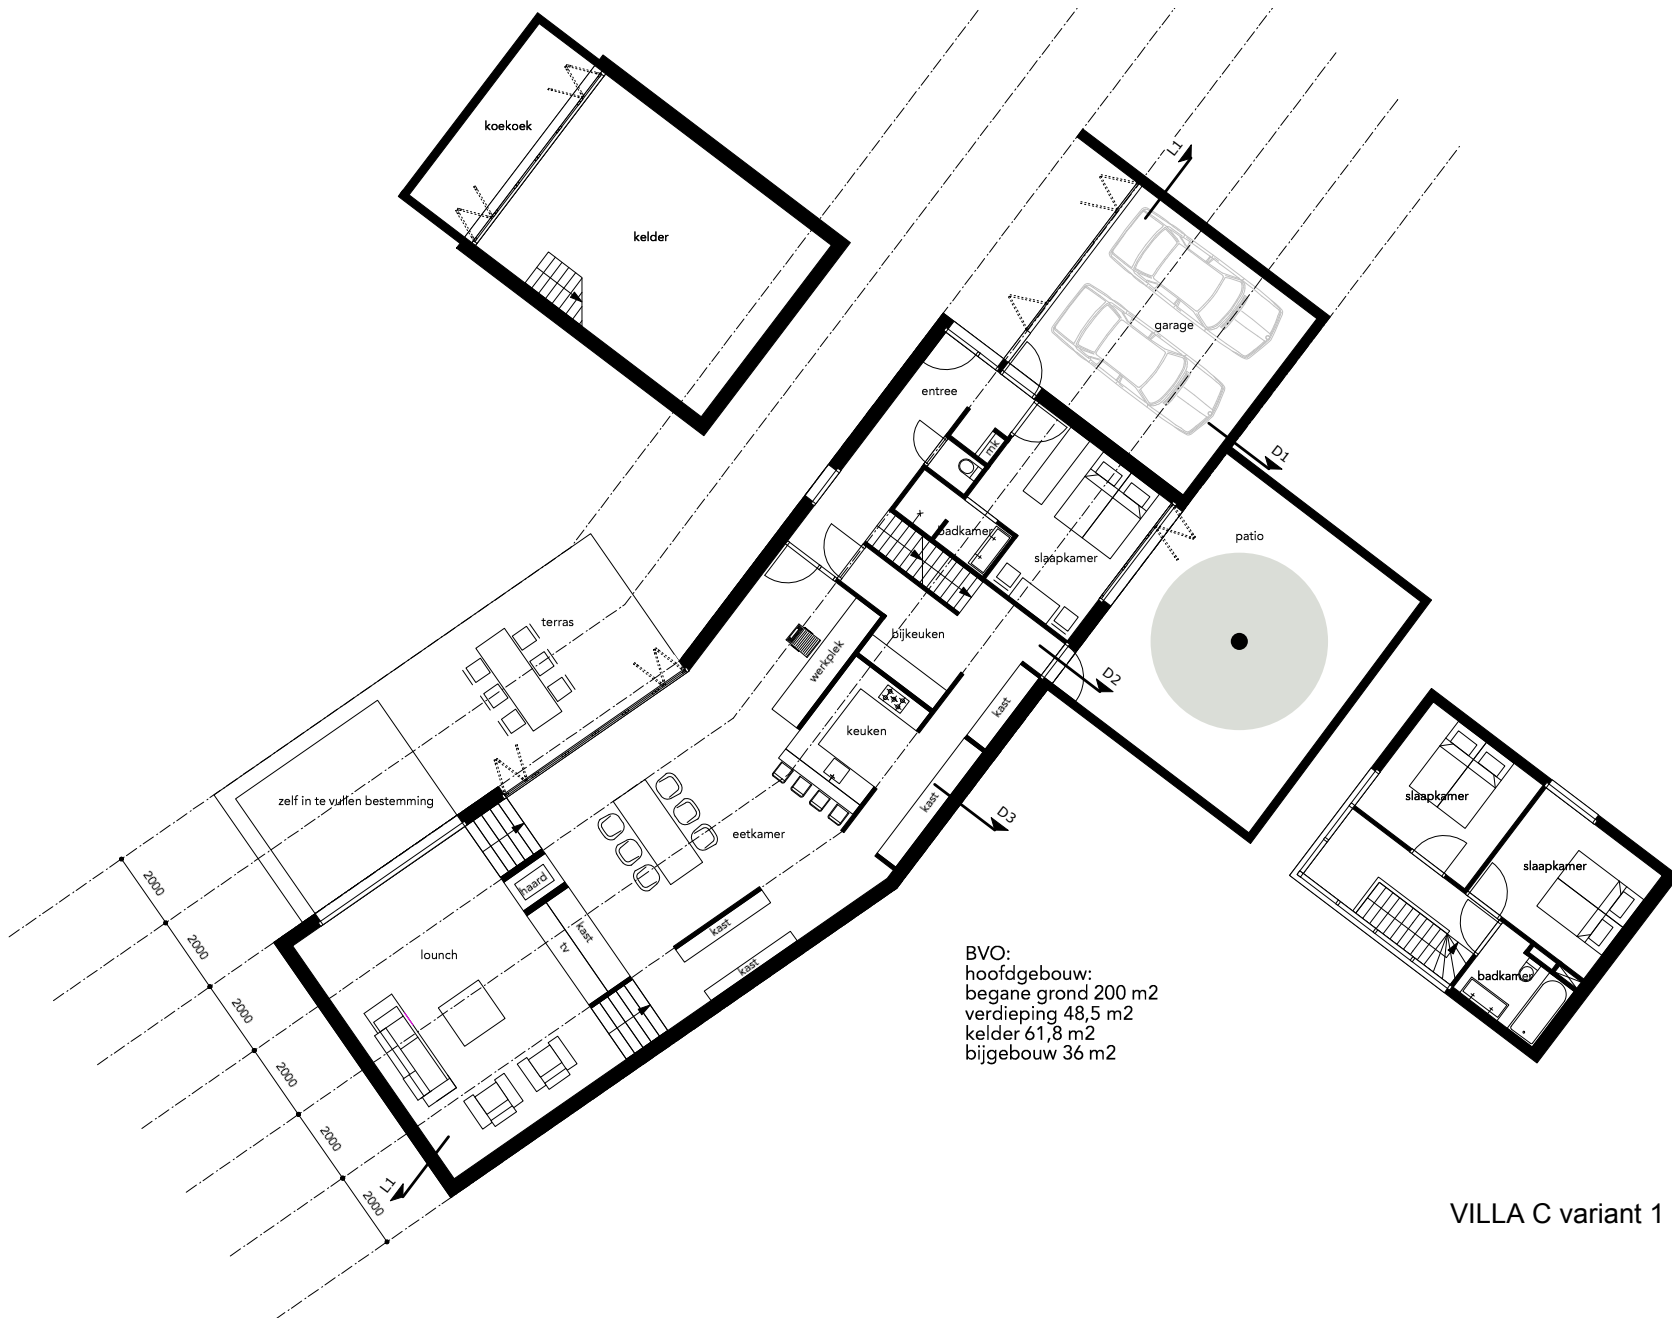 koekoek
kelder
L1
garage
entree
mk
D1
patio
badkamer
slaapkamer
terras
bijkeuken
werkplek
D2
kast
keuken
zelf in te vullen bestemming
kast
D3
eetkamer
slaapkamer
slaapkamer
2000
haard
kast
tv
kast
2000
lounch
kast
2000
badkamer
BVO:
hoofdgebouw:
begane grond 200 m2
verdieping 48,5 m2
kelder 61,8 m2
bijgebouw 36 m2
2000
2000
L1
2000
VILLA C variant 1